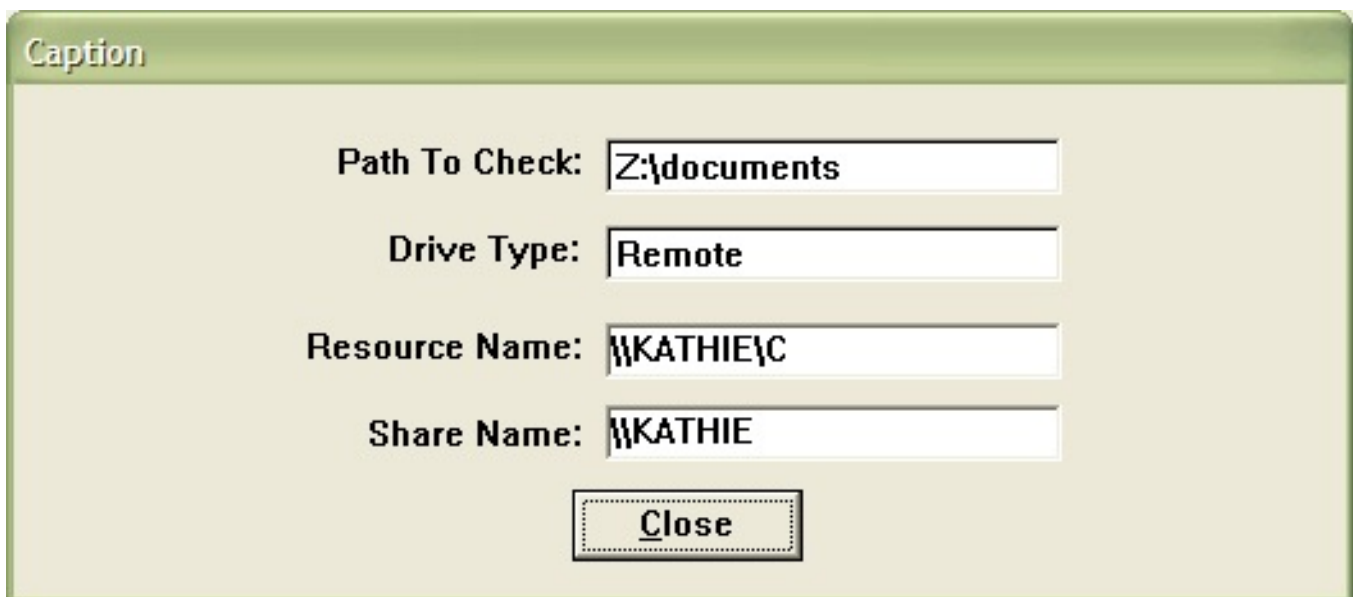 Caption
Path To Check: Z:\documents
Drive Type: Remote
Resource Name: \\KATHIE\C
Share Name: \\KATHIE
Close